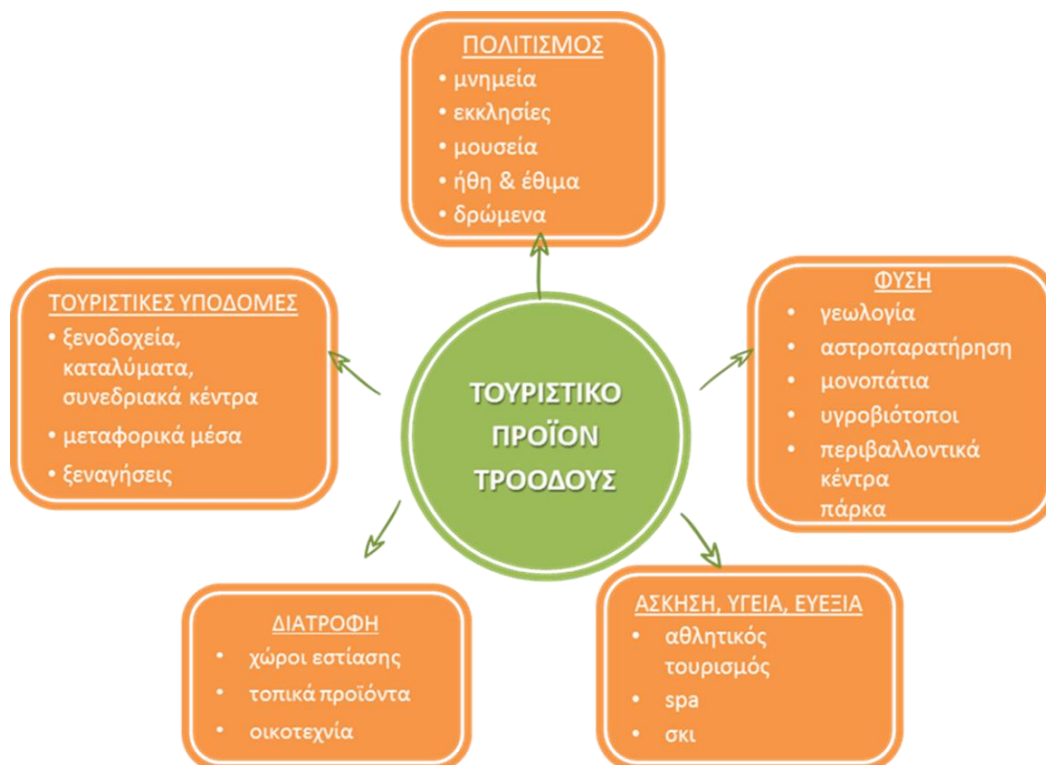 ΠΟΛΙΤΙΣΜΟΣ
• μνημεία
• εκκλησίες
• μουσεία
• ήθη & έθιμα
• δρώμενα
ΤΟΥΡΙΣΤΙΚΕΣ ΥΠΟΔΟΜΕΣ
• ξενοδοχεία,
καταλύματα,
συνεδριακά κέντρα
• μεταφορικά μέσα
• ξεναγήσεις
ΤΟΥΡΙΣΤΙΚΟ
ΠΡΟΪΟΝ
ΤΡΟΟΔΟΥΣ
ΦΥΣΗ
• γεωλογία
• αστροπαρατήρηση
• μονοπάτια
• υγροβιότοποι
• περιβαλλοντικά
κέντρα
πάρκα
ΔΙΑΤΡΟΦΗ
• χώροι εστίασης
• τοπικά προϊόντα
• οικοτεχνία
ΑΣΚΗΣΗ, ΥΓΕΙΑ, ΕΥΕΞΙΑ
• αθλητικός
τουρισμός
• spa
• σκι